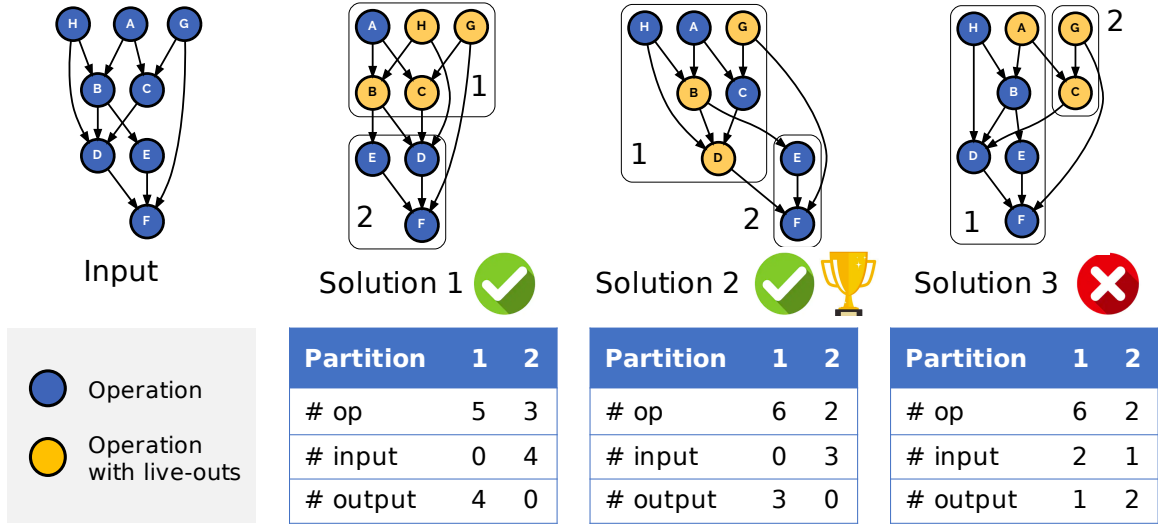 H A G
B C
D E
F
Input
A H G
B C
1
E D
2
F
Solution 1
H A G
B C
1
D E
2
F
Solution 2
H A G
2
B C
D E
1
F
Solution 3
Operation
Operation
with live-outs
Partition 1 2
# op 5 3
# input 0 4
# output 4 0
Partition 1 2
# op 6 2
# input 0 3
# output 3 0
Partition 1 2
# op 6 2
# input 2 1
# output 1 2